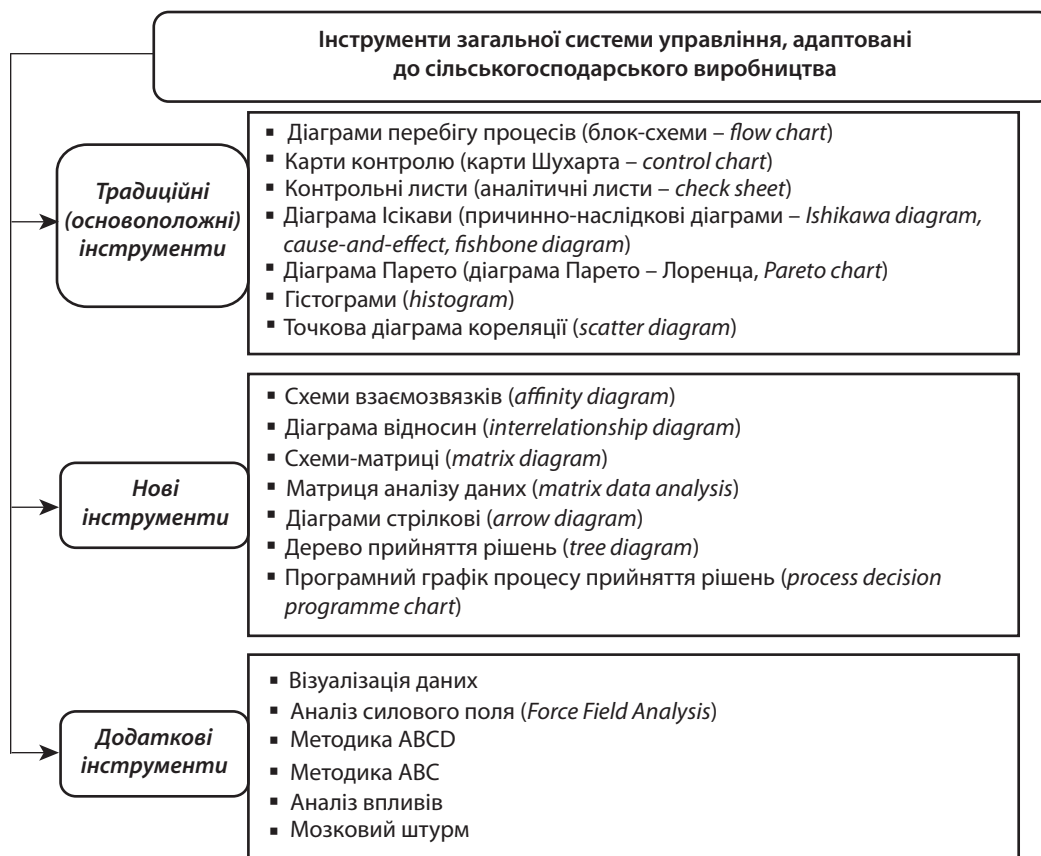 Інструменти загальної системи управління, адаптовані
до сільськогосподарського виробництва
Традиційні
(основоположні)
інструменти
▪ Діаграми перебігу процесів (блок-схеми – flow chart)
▪ Карти контролю (карти Шухарта – control chart)
▪ Контрольні листи (аналітичні листи – check sheet)
▪ Діаграма Ісікави (причинно-наслідкові діаграми – Ishikawa diagram,
cause-and-effect, fishbone diagram)
▪ Діаграма Парето (діаграма Парето – Лоренца, Pareto chart)
▪ Гістограми (histogram)
▪ Точкова діаграма кореляції (scatter diagram)
Нові
інструменти
▪ Схеми взаємозвязків (affinity diagram)
▪ Діаграма відносин (interrelationship diagram)
▪ Схеми-матриці (matrix diagram)
▪ Матриця аналізу даних (matrix data analysis)
▪ Діаграми стрілкові (arrow diagram)
▪ Дерево прийняття рішень (tree diagram)
▪ Програмний графік процесу прийняття рішень (process decision
programme chart)
Додаткові
інструменти
▪ Візуалізація даних
▪ Аналіз силового поля (Force Field Analysis)
▪ Методика ABCD
▪ Методика ABC
▪ Аналіз впливів
▪ Мозковий штурм